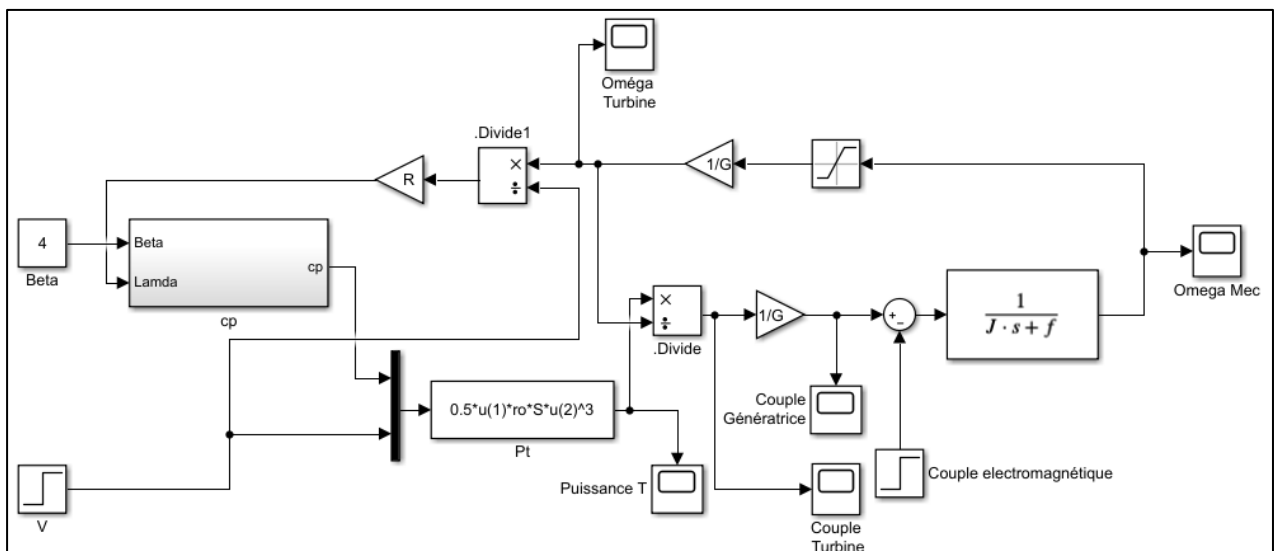 Oméga
Turbine
.Divide1
×
÷
R
1/G
4
Beta
Beta
Lamda
cp
cp
Omega Mec
×
÷
.Divide
1/G
+
−
1
J · s + f
0.5*u(1)*ro*S*u(2)^3
Pt
Couple
Génératrice
Puissance T
Couple electromagnétique
V
Couple
Turbine